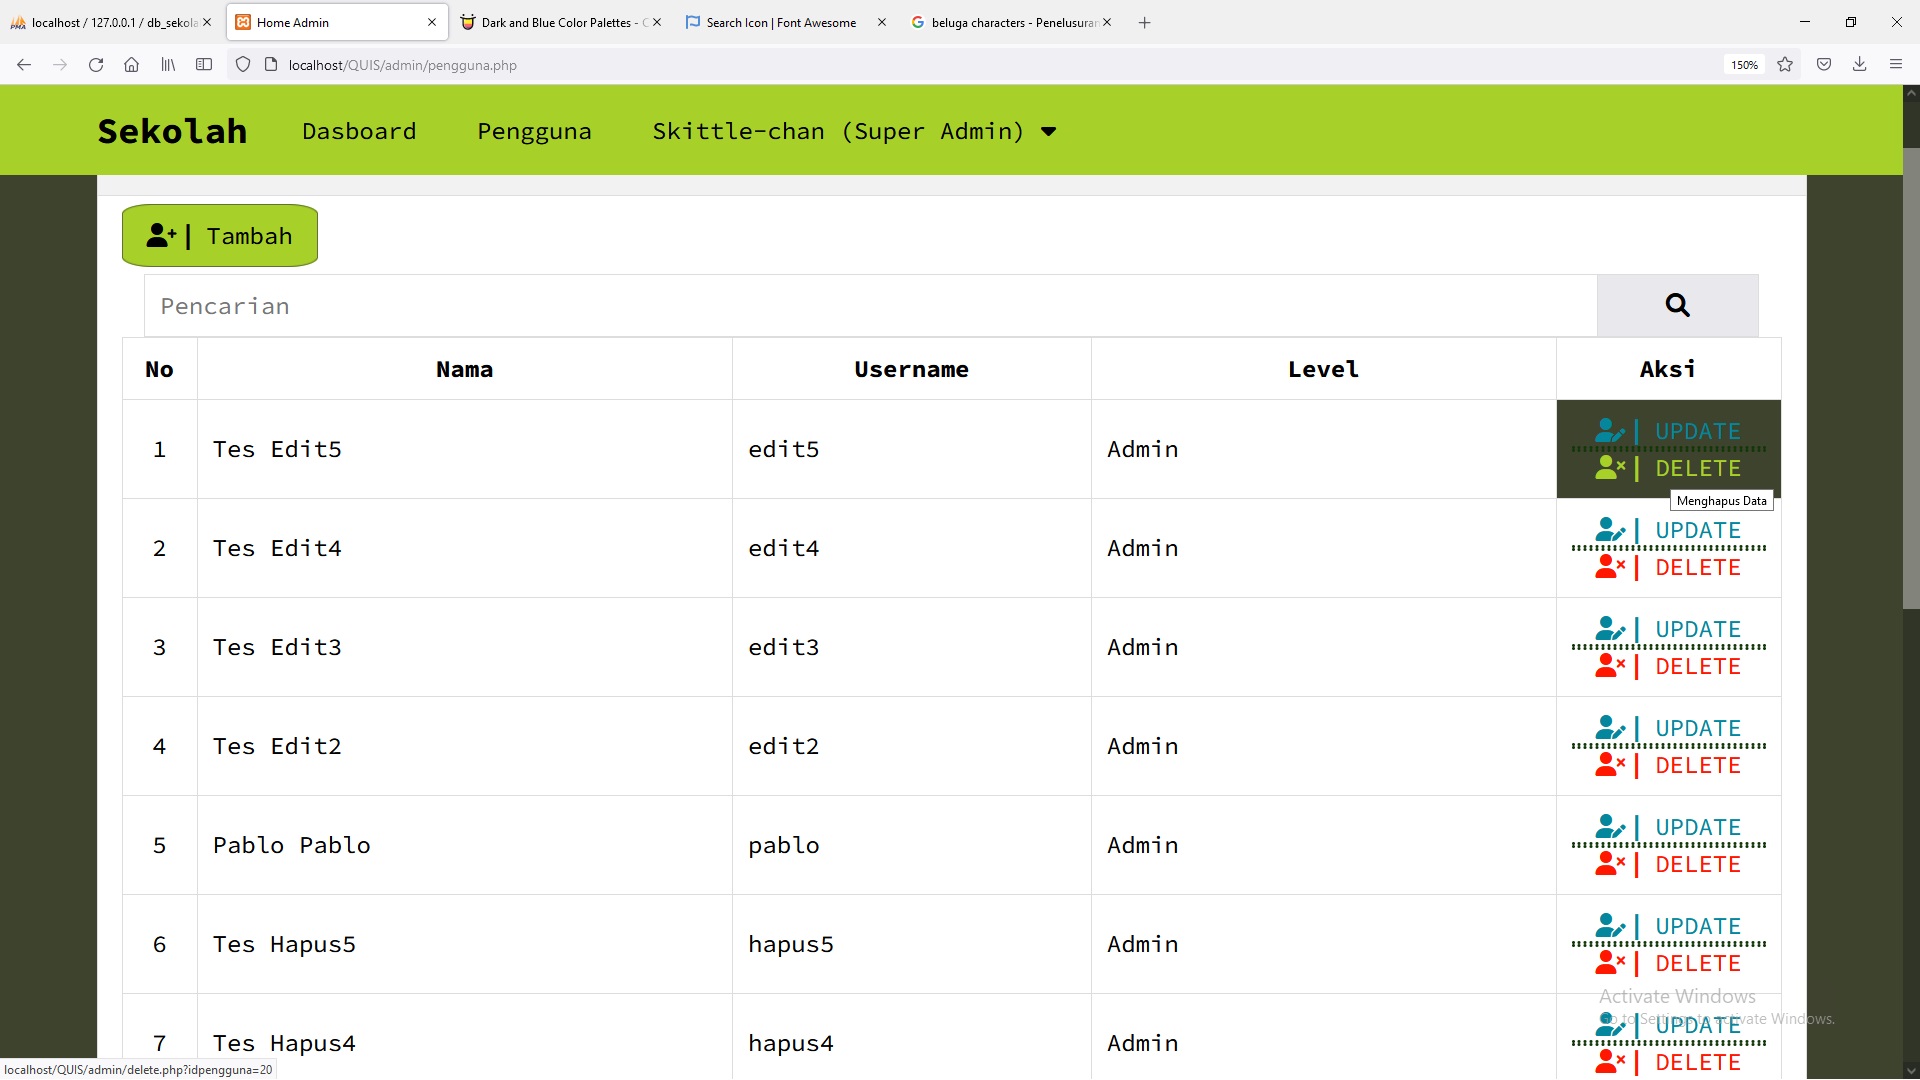 localhost / 127.0.0.1 / db_sekola
Home Admin
Dark and Blue Color Palettes - C
Search Icon | Font Awesome
beluga characters - Penelusuran
localhost/QUIS/admin/pengguna.php
150%
Sekolah Dasboard Pengguna Skittle-chan (Super Admin)
| Tambah
Pencarian
No Nama Username Level Aksi
1 Tes Edit5 edit5 Admin
| UPDATE
| DELETE
Menghapus Data
2 Tes Edit4 edit4 Admin
| UPDATE
| DELETE
3 Tes Edit3 edit3 Admin
| UPDATE
| DELETE
4 Tes Edit2 edit2 Admin
| UPDATE
| DELETE
5 Pablo Pablo pablo Admin
| UPDATE
| DELETE
6 Tes Hapus5 hapus5 Admin
| UPDATE
| DELETE
Activate Windows
Go to Settings to activate Windows.
7 Tes Hapus4 hapus4 Admin
| UPDATE
| DELETE
localhost/QUIS/admin/delete.php?idpengguna=20